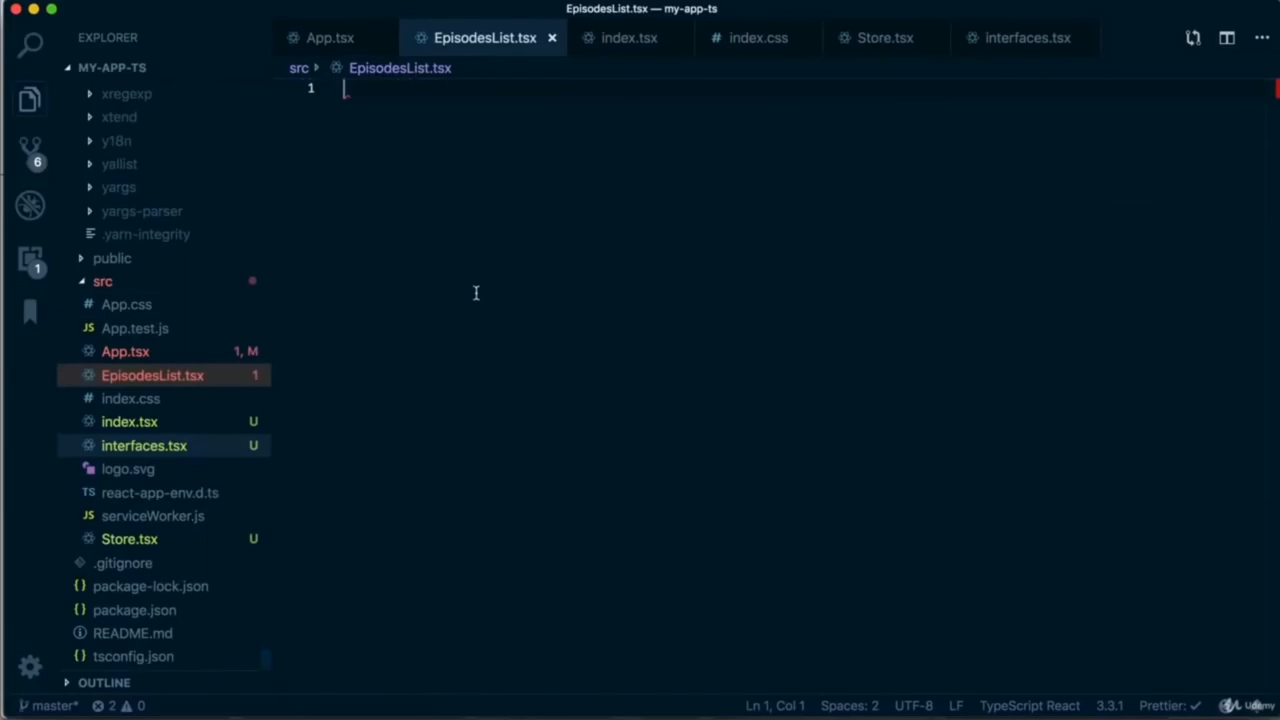 EpisodesList.tsx — my-app-ts
EXPLORER
App.tsx
EpisodesList.tsx
index.tsx
index.css
Store.tsx
interfaces.tsx
MY-APP-TS
src
EpisodesList.tsx
1
xregexp
xtend
y18n
yallist
yargs
yargs-parser
.yarn-integrity
public
src
App.css
JS App.test.js
App.tsx 1, M
EpisodesList.tsx 1
index.css
index.tsx U
interfaces.tsx U
logo.svg
TS react-app-env.d.ts
JS serviceWorker.js
Store.tsx U
.gitignore
{} package-lock.json
{} package.json
README.md
{} tsconfig.json
OUTLINE
6
1
master* 2 0
Ln 1, Col 1
Spaces: 2
UTF-8
LF
TypeScript React
3.3.1
Prettier: ✓
Udemy